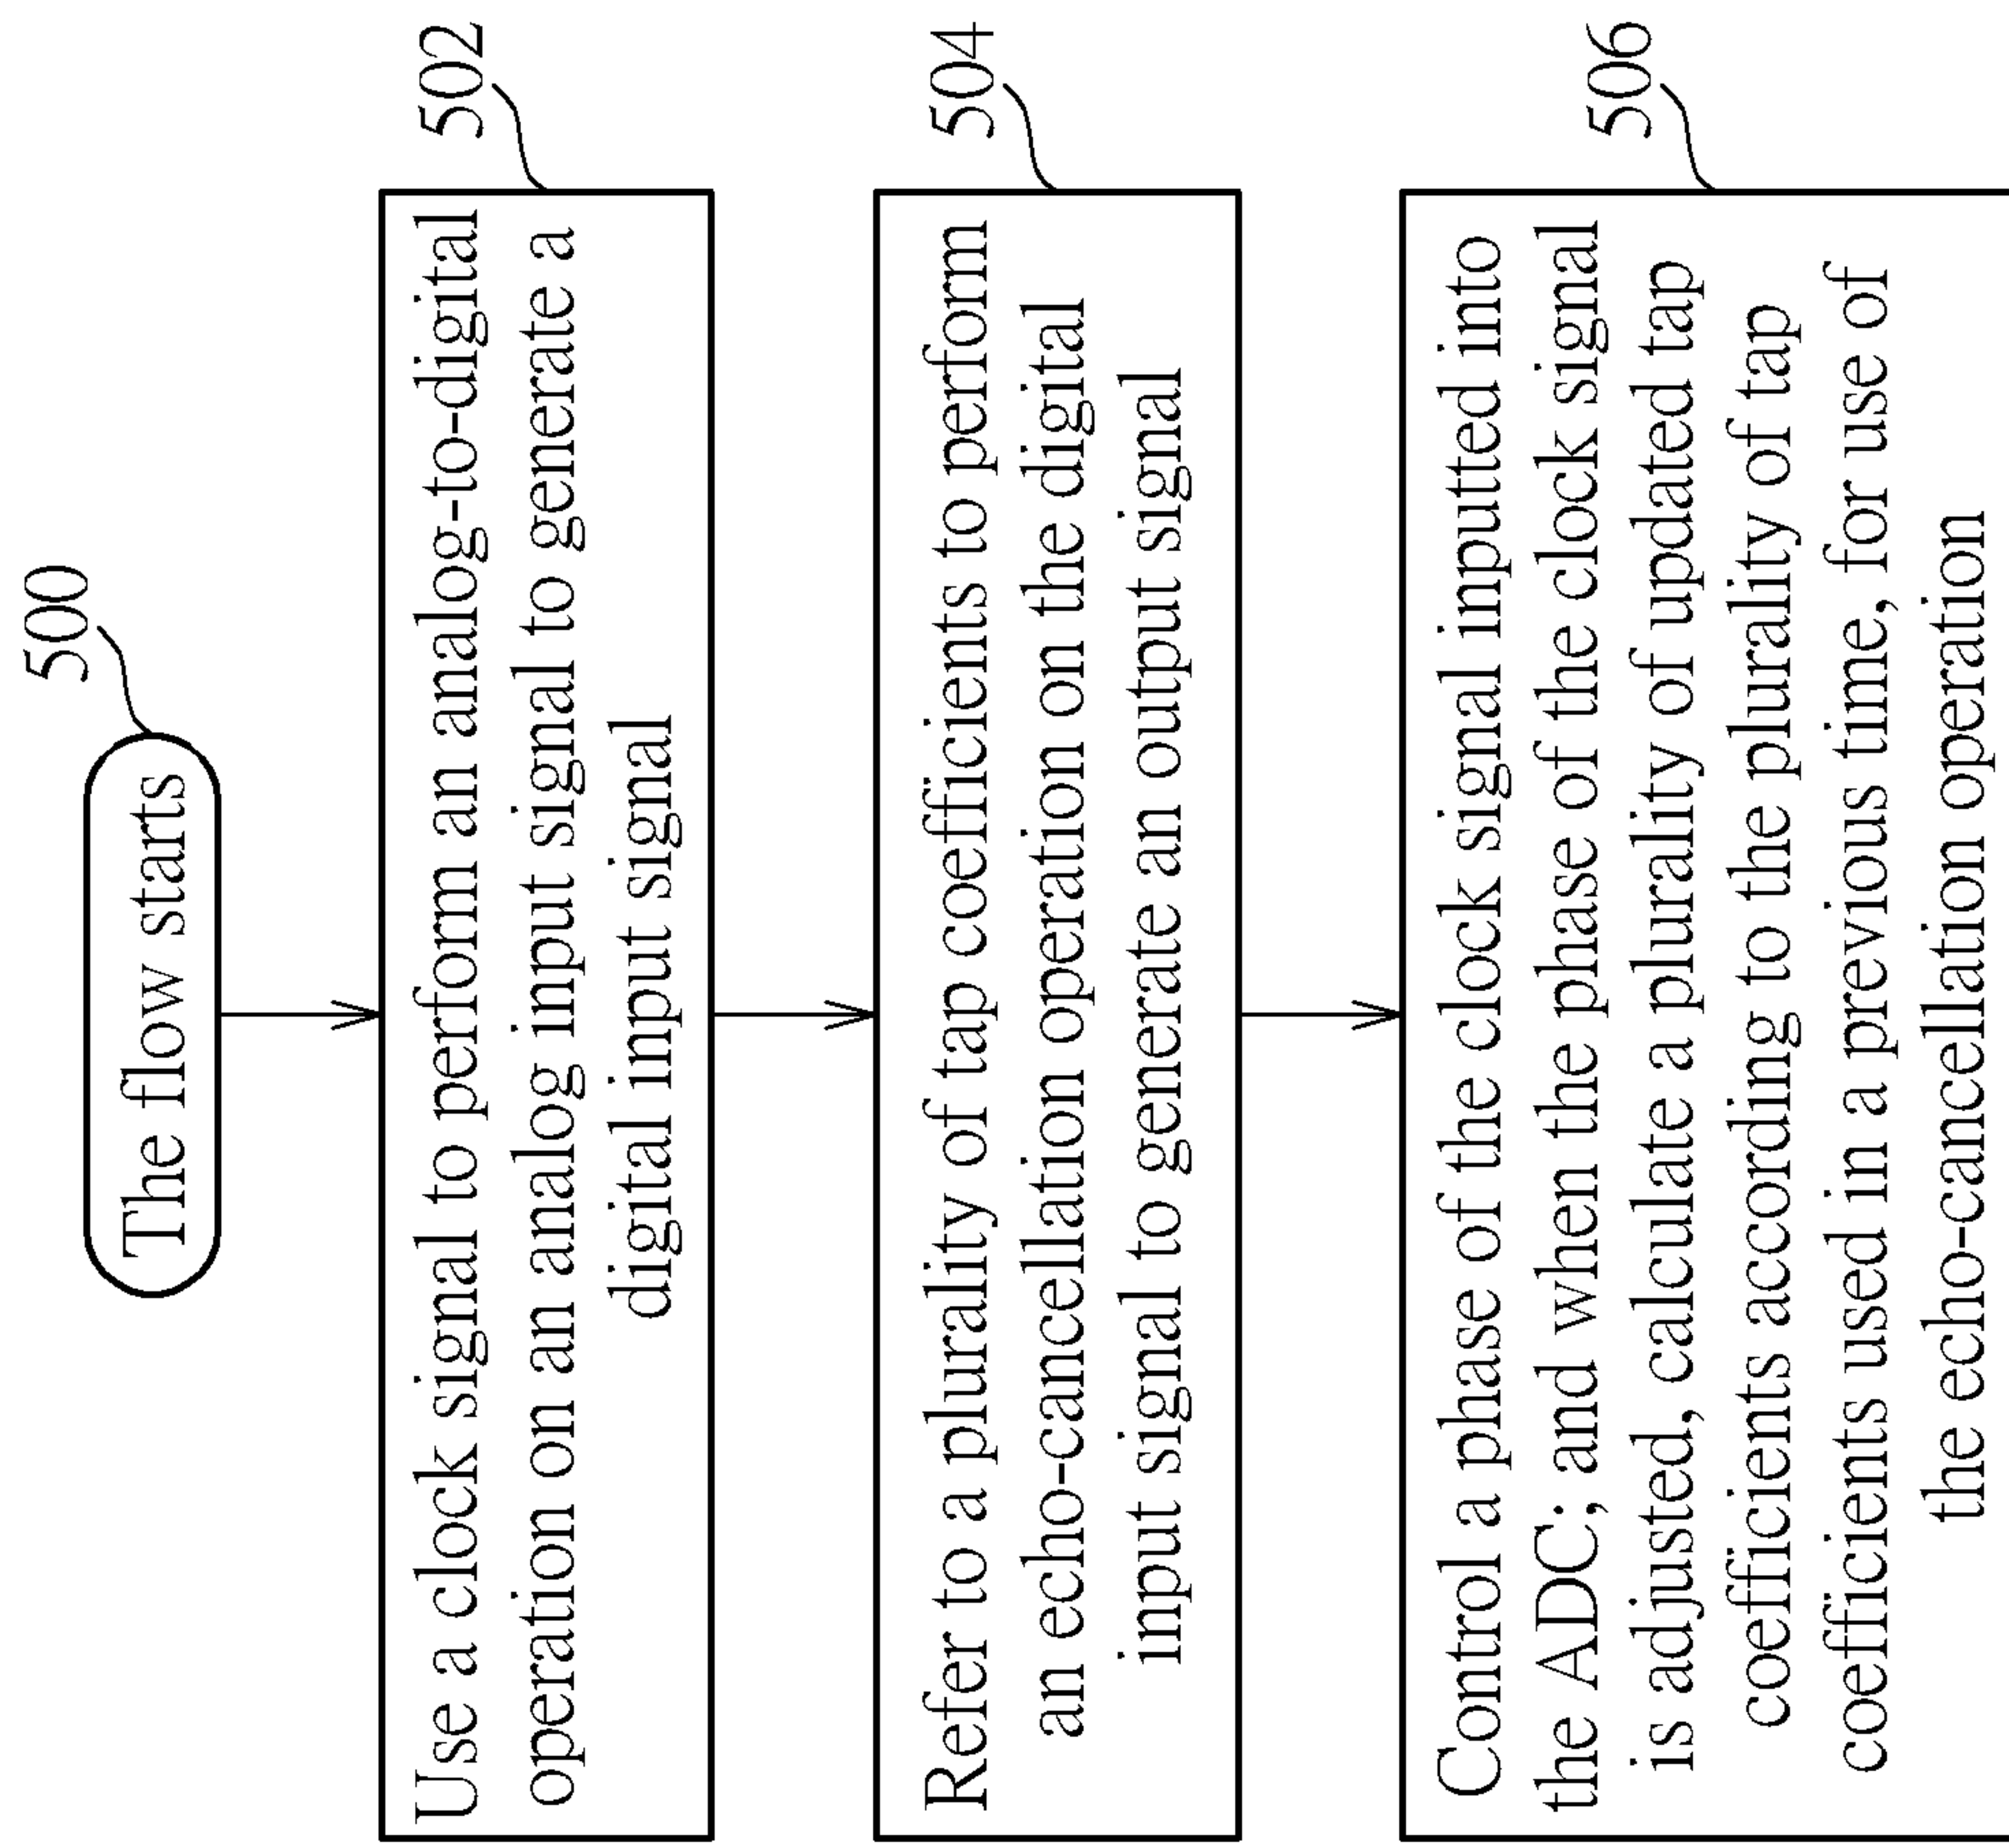 500
The flow starts
502
Use a clock signal to perform an analog-to-digital
operation on an analog input signal to generate a
digital input signal
504
Refer to a plurality of tap coefficients to perform
an echo-cancellation operation on the digital
input signal to generate an output signal
506
Control a phase of the clock signal inputted into
the ADC; and when the phase of the clock signal
is adjusted, calculate a plurality of updated tap
coefficients according to the plurality of tap
coefficients used in a previous time, for use of
the echo-cancellation operation